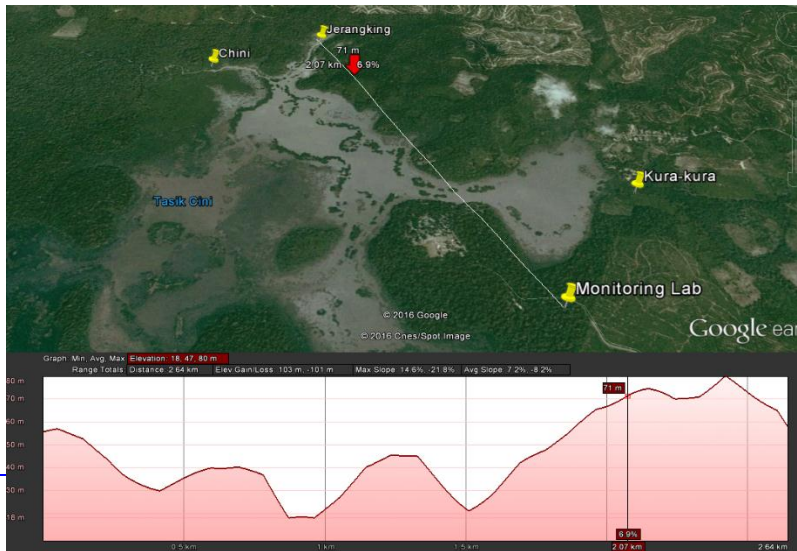 Jerangking
Chini
71 m
2.07 km 6.9%
Tasik Cini
Kura-kura
Monitoring Lab
© 2016 Google
© 2016 Cnes/Spot Image
Google ear
Graph: Min, Avg, Max Elevation: 18, 47, 80 m
Range Totals: Distance: 2.64 km Elev Gain/Loss: 103 m, -101 m Max Slope: 14.6%, -21.8% Avg Slope: 7.2%, -8.2%
80 m
71 m
70 m
60 m
50 m
40 m
30 m
18 m
6.9%
0.5 km 1 km 1.5 km 2.07 km 2.64 km